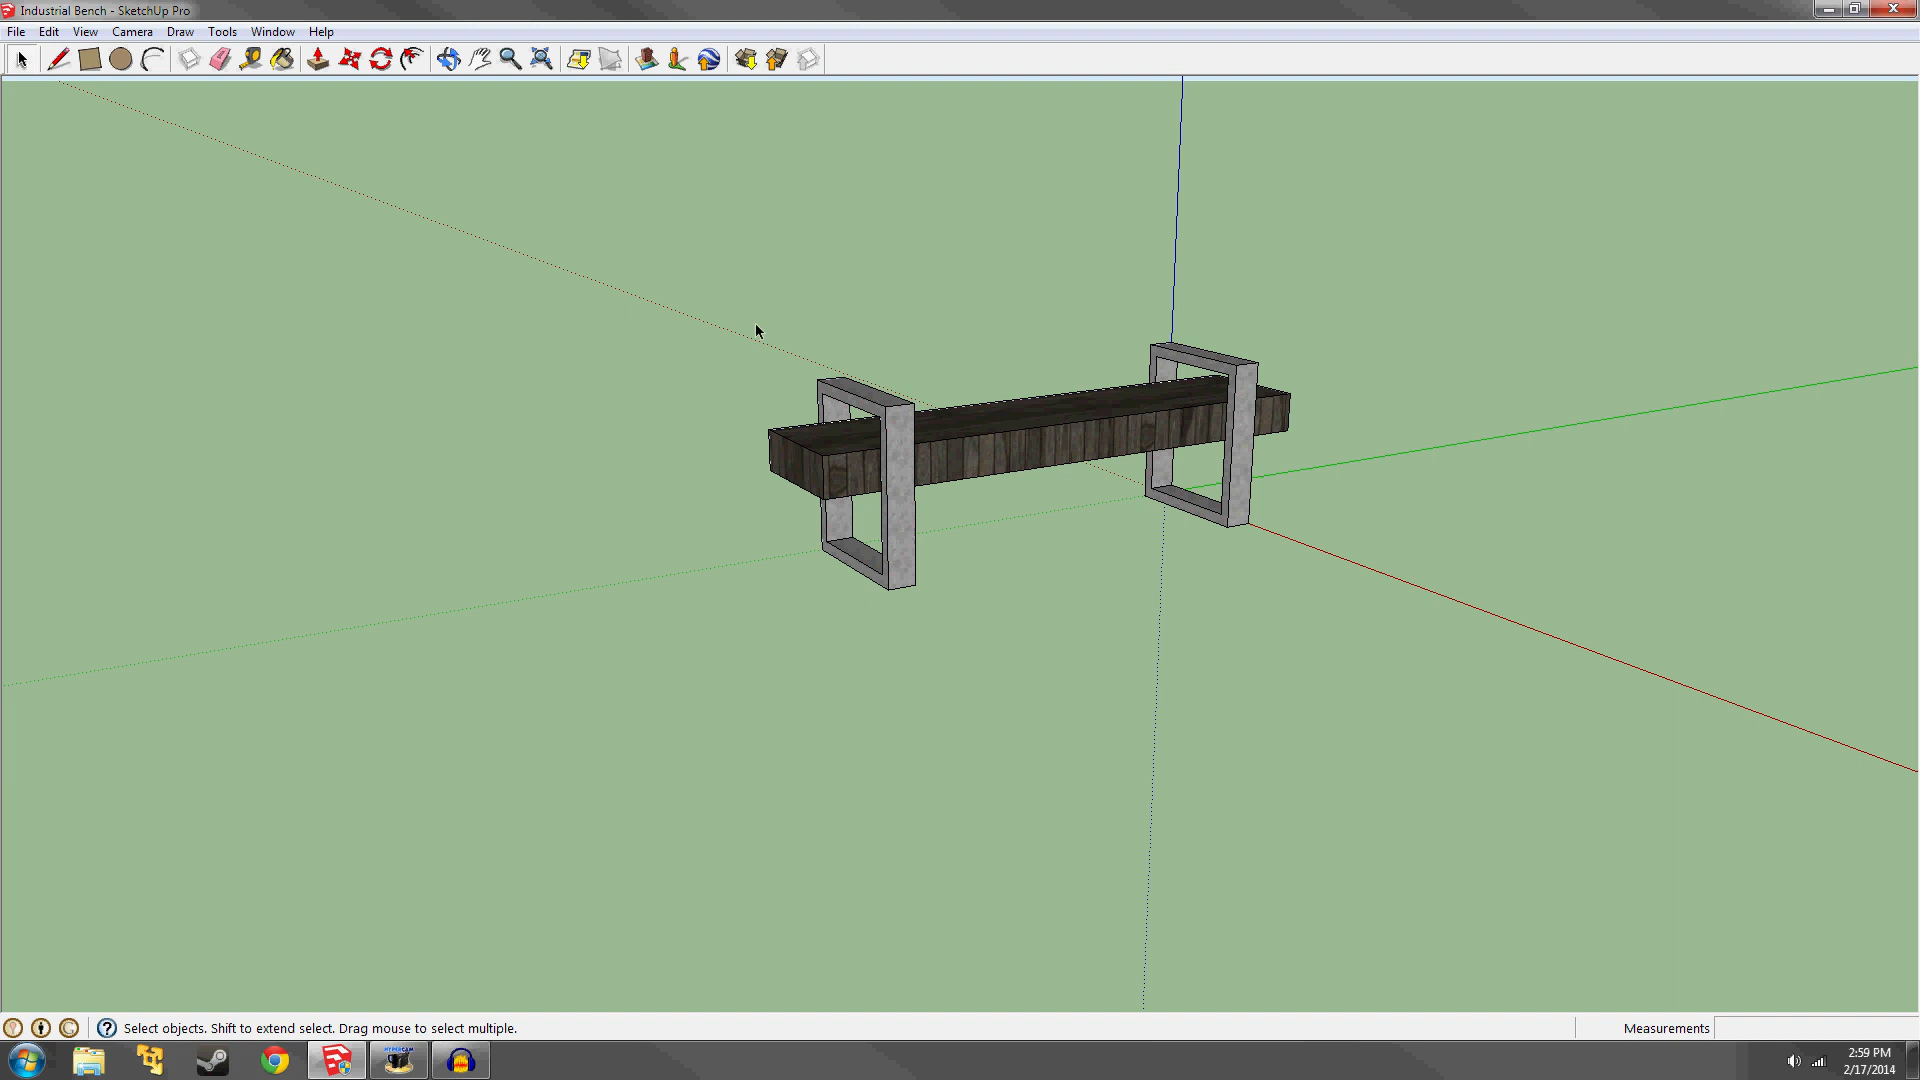 Industrial Bench - SketchUp Pro
File Edit View Camera Draw Tools Window Help
Select objects. Shift to extend select. Drag mouse to select multiple.
Measurements
HYPERCAM
2:59 PM
2/17/2014